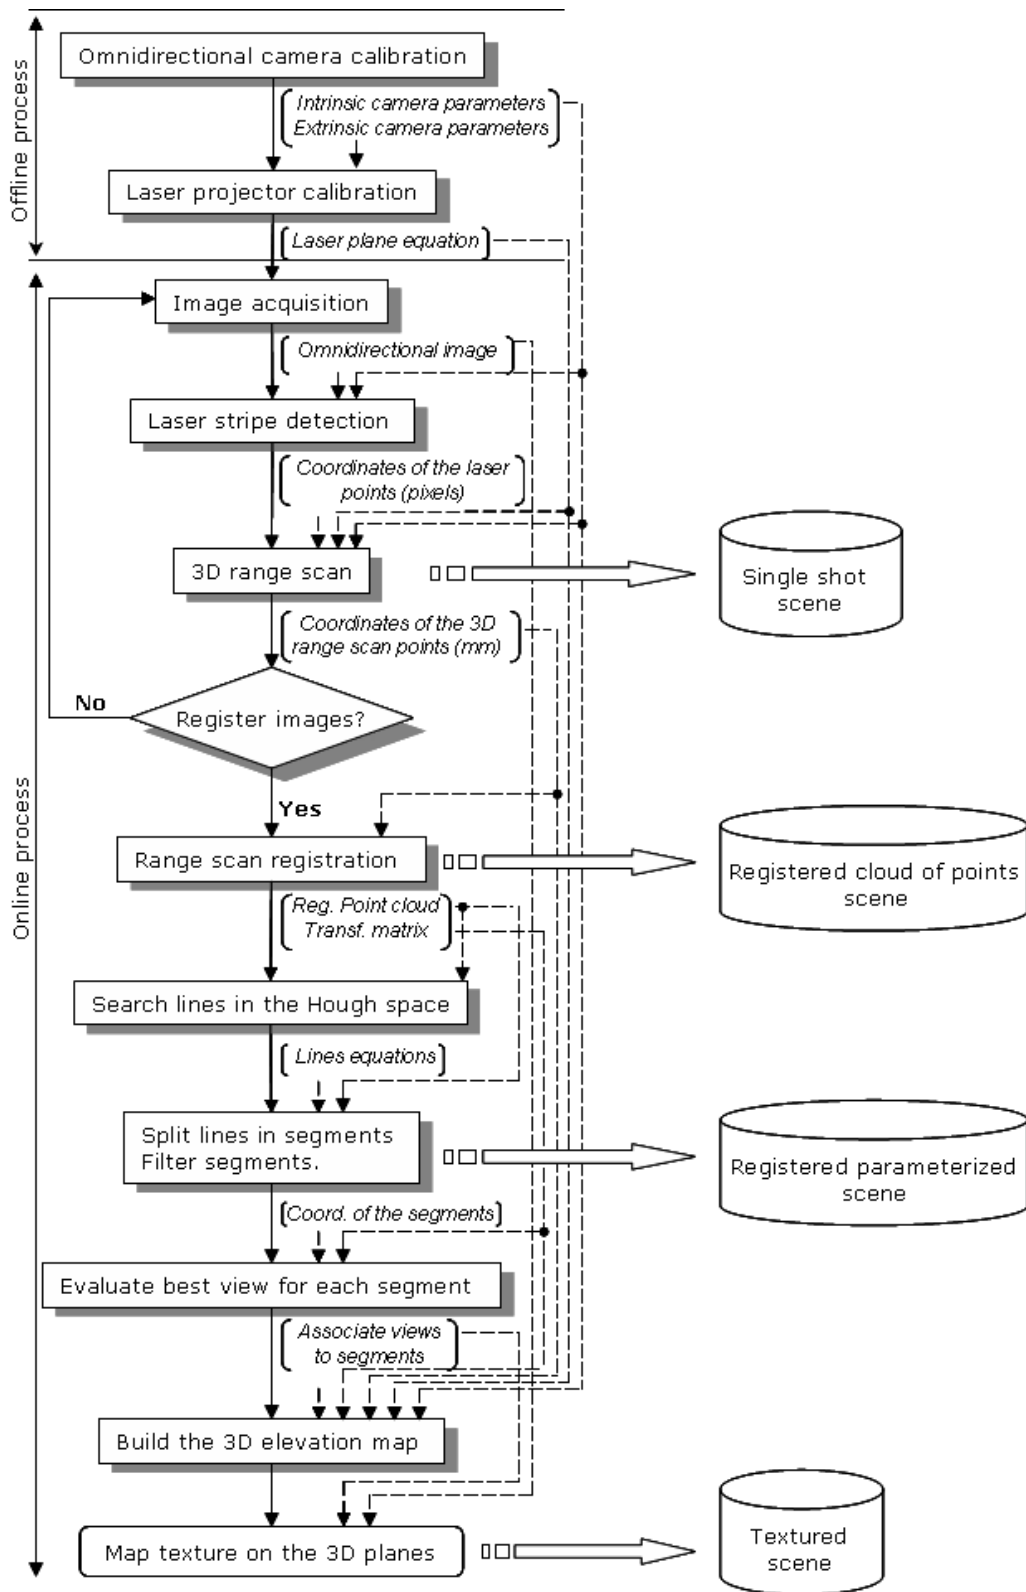 Offline process
Omnidirectional camera calibration
Intrinsic camera parameters
Extrinsic camera parameters
Laser projector calibration
Laser plane equation
Online process
Image acquisition
Omnidirectional image
Laser stripe detection
Coordinates of the laser
points (pixels)
3D range scan
Single shot
scene
Coordinates of the 3D
range scan points (mm)
No
Register images?
Yes
Range scan registration
Registered cloud of points
scene
Reg. Point cloud
Transf. matrix
Search lines in the Hough space
Lines equations
Split lines in segments
Filter segments.
Registered parameterized
scene
Coord. of the segments
Evaluate best view for each segment
Associate views
to segments
Build the 3D elevation map
Map texture on the 3D planes
Textured
scene